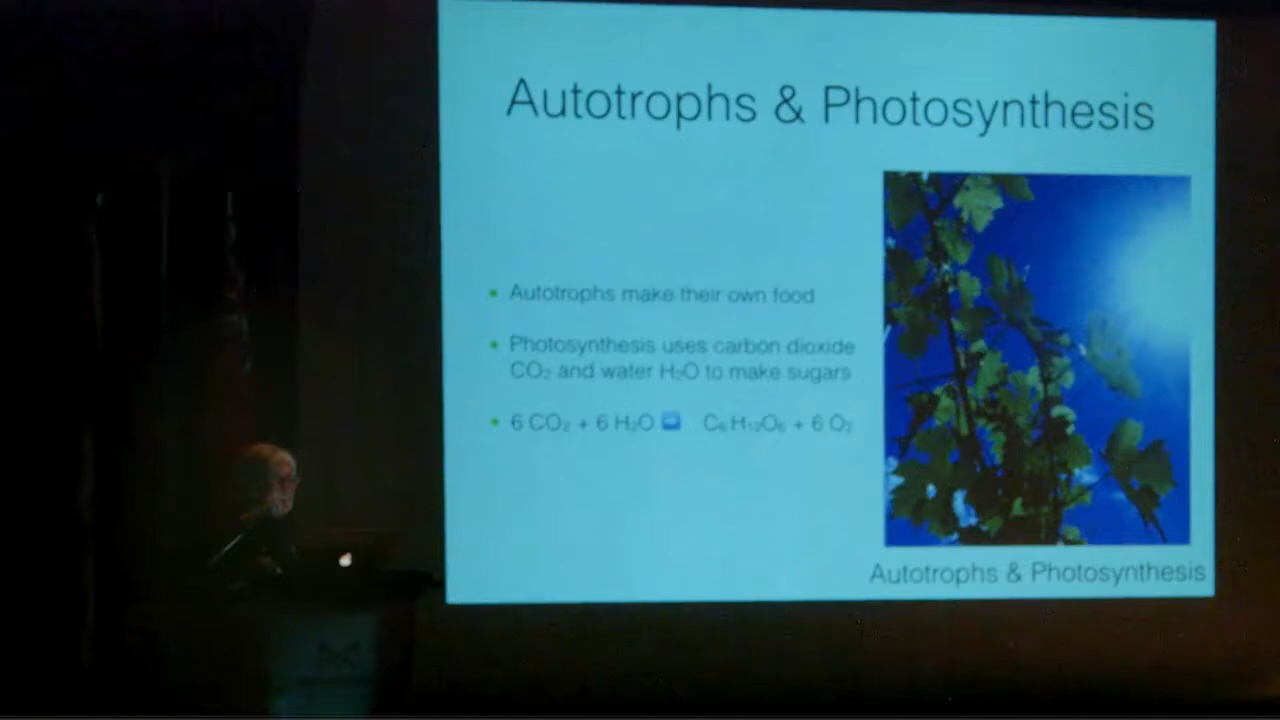 Autotrophs & Photosynthesis
• Autotrophs make their own food
• Photosynthesis uses carbon dioxide
CO₂ and water H₂O to make sugars
• 6 CO₂ + 6 H₂O ➡ C₆H₁₂O₆ + 6 O₂
Autotrophs & Photosynthesis